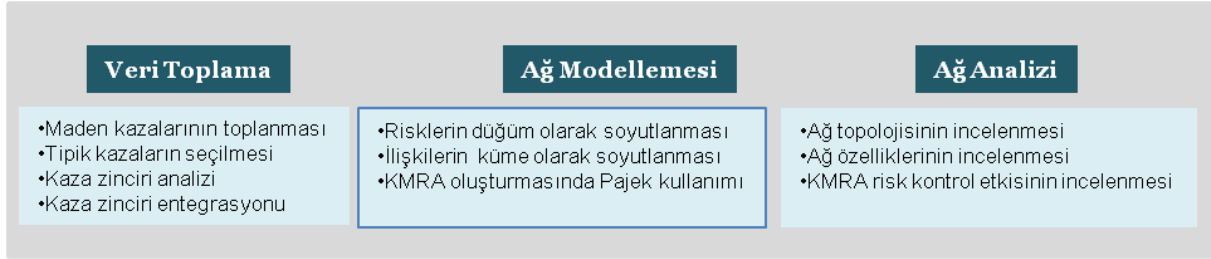 Veri Toplama
•Maden kazalarının toplanması
•Tipik kazaların seçilmesi
•Kaza zinciri analizi
•Kaza zinciri entegrasyonu
Ağ Modellemesi
•Risklerin düğüm olarak soyutlanması
•İlişkilerin küme olarak soyutlanması
•KMRA oluşturmasında Pajek kullanımı
Ağ Analizi
•Ağ topolojisinin incelenmesi
•Ağ özelliklerinin incelenmesi
•KMRA risk kontrol etkisinin incelenmesi